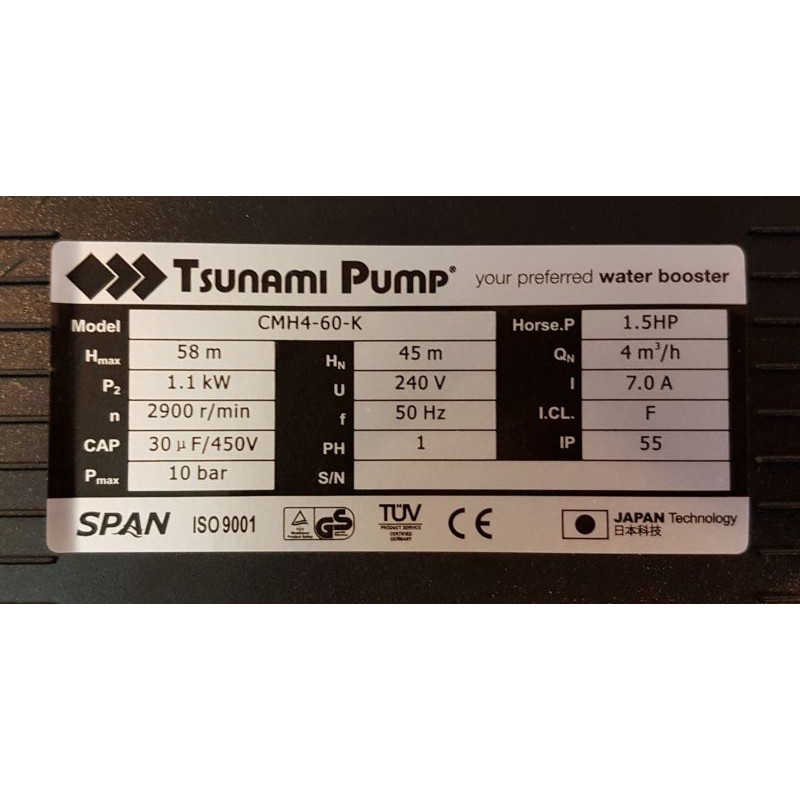 TSUNAMI PUMP® your preferred water booster
Model CMH4-60-K Horse.P 1.5HP
Hmax 58 m HN 45 m QN 4 m³/h
P2 1.1 kW U 240 V I 7.0 A
n 2900 r/min f 50 Hz I.CL. F
CAP 30 μF/450V PH 1 IP 55
Pmax 10 bar S/N
SPAN ISO9001 GS TÜV CE JAPAN Technology
PRODUCT SERVICE
日本科技